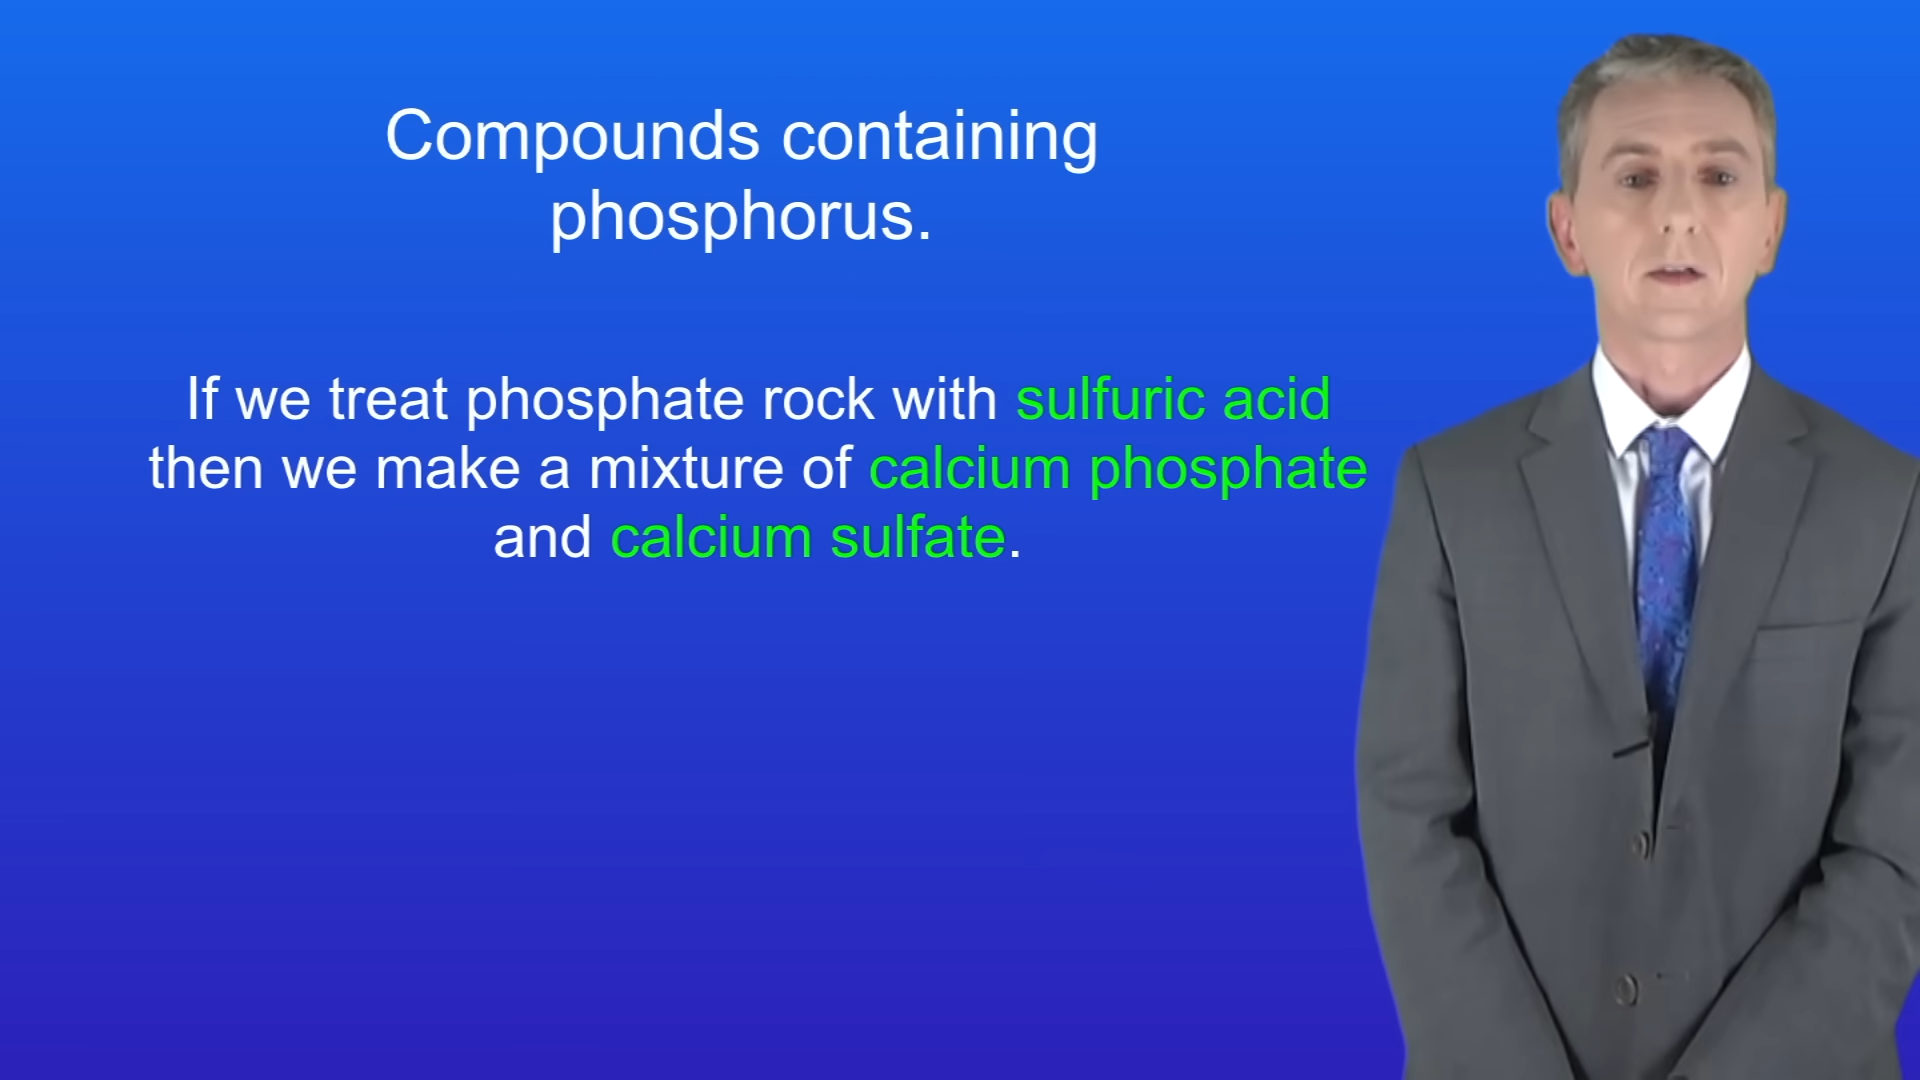 Compounds containing
phosphorus.
If we treat phosphate rock with sulfuric acid
then we make a mixture of calcium phosphate
and calcium sulfate.